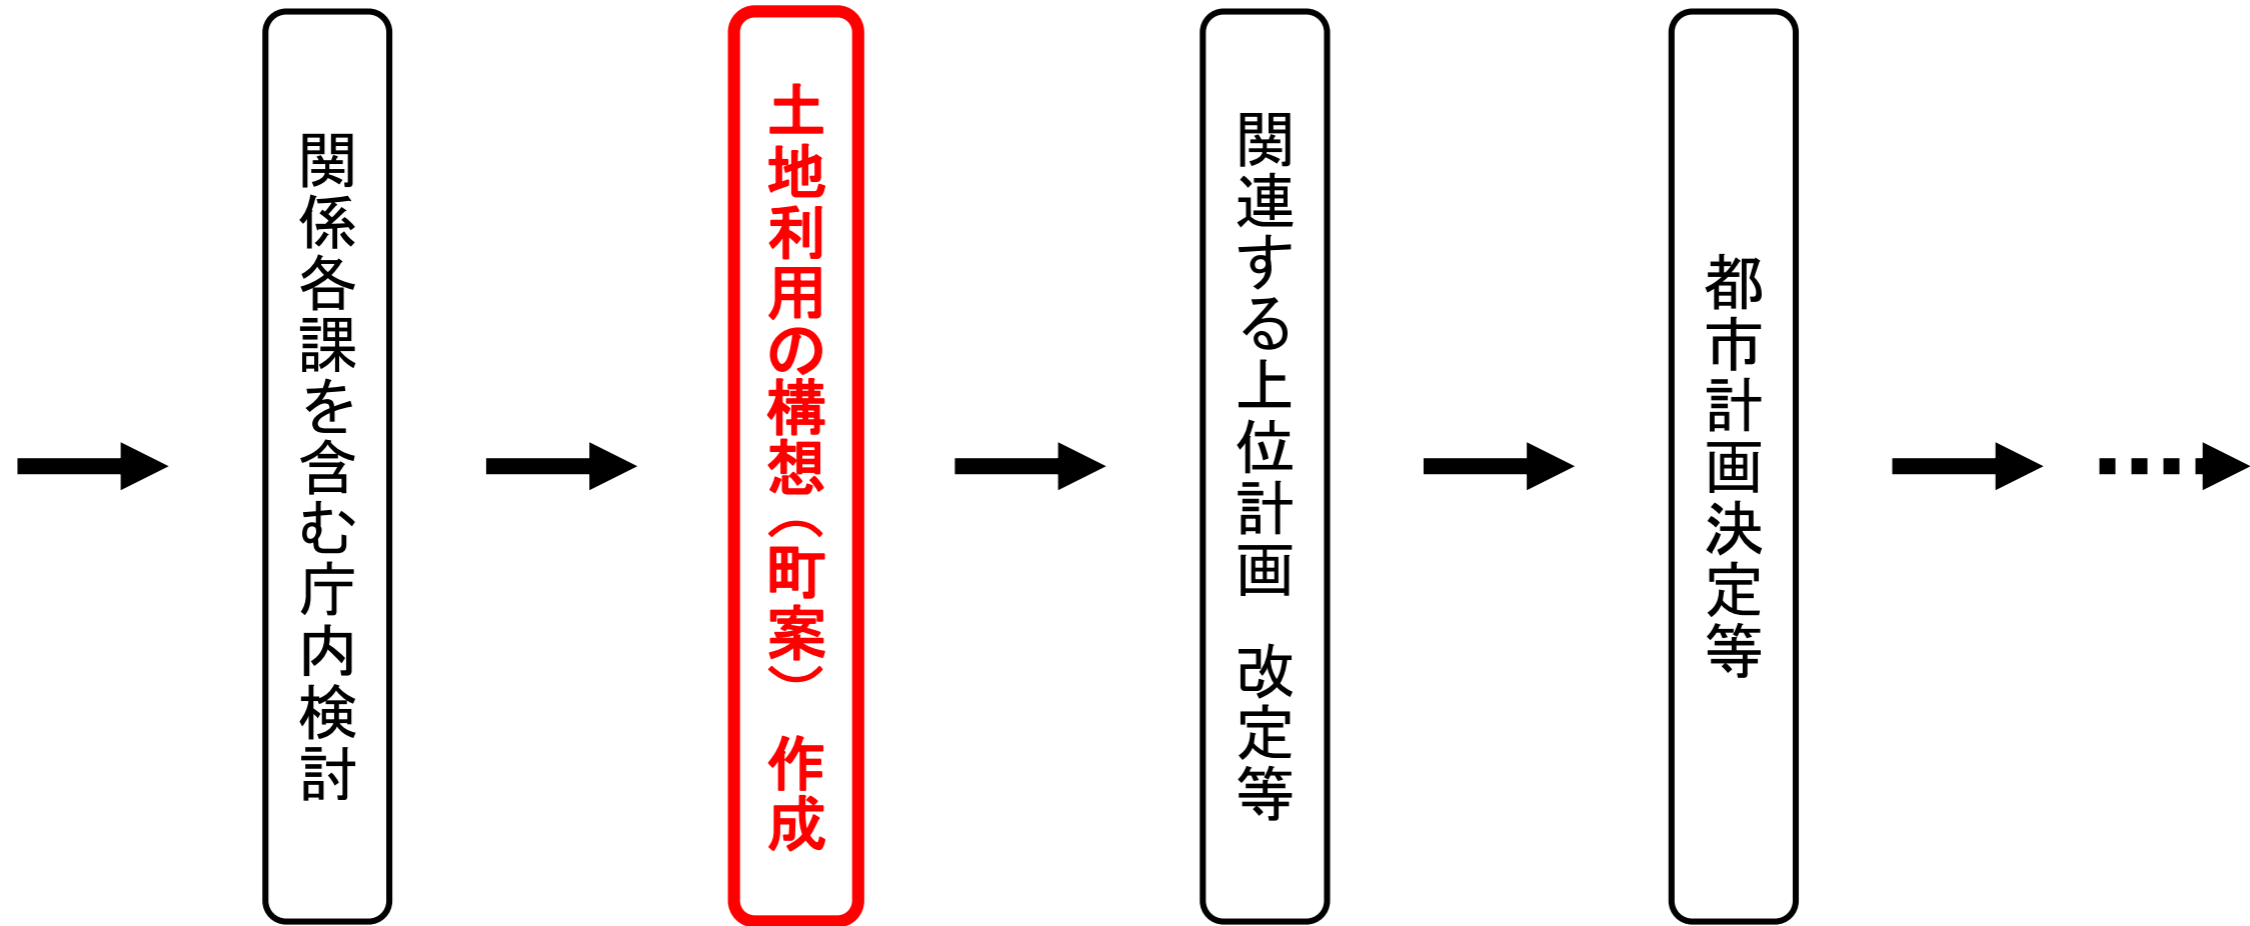 関係各課を含む庁内検討
土地利用の構想（町案）　作成
関連する上位計画　改定等
都市計画決定等